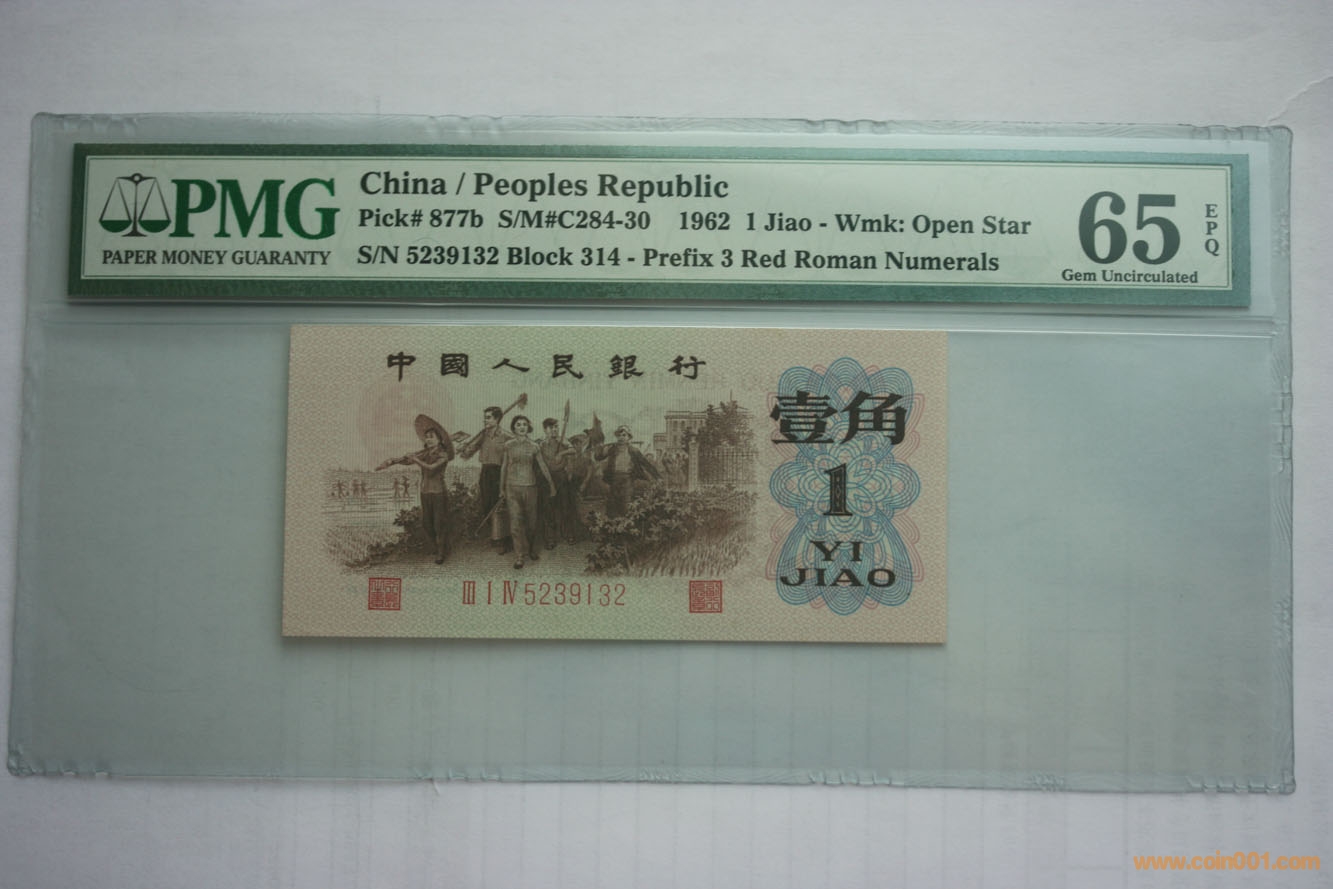 PMG
PAPER MONEY GUARANTY
China / Peoples Republic
Pick# 877b S/M#C284-30 1962 1 Jiao - Wmk: Open Star
S/N 5239132 Block 314 - Prefix 3 Red Roman Numerals
65
EPQ
Gem Uncirculated
中國人民銀行
壹角
1
YI
JIAO
III I IV 5239132
www.coin001.com